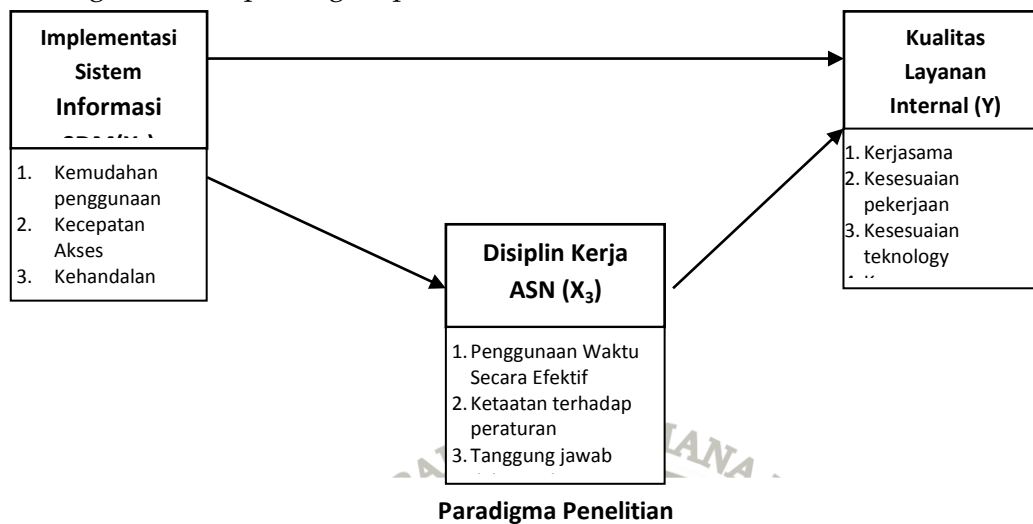 Implementasi
Sistem
Informasi
1. Kemudahan
penggunaan
2. Kecepatan
Akses
3. Kehandalan
Disiplin Kerja
ASN (X₃)
1. Penggunaan Waktu
Secara Efektif
2. Ketaatan terhadap
peraturan
3. Tanggung jawab
Kualitas
Layanan
Internal (Y)
1. Kerjasama
2. Kesesuaian
pekerjaan
3. Kesesuaian
teknology
Paradigma Penelitian